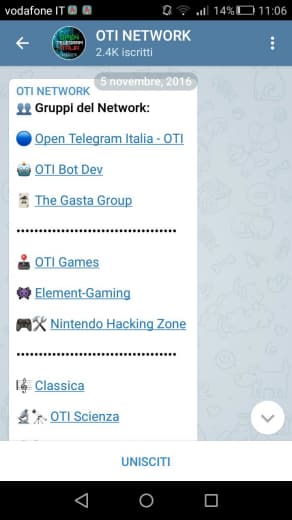 vodafone IT
14%
11:06
OTI NETWORK
2.4K iscritti
5 novembre, 2016
OTI NETWORK
Gruppi del Network:
Open Telegram Italia - OTI
OTI Bot Dev
The Gasta Group
••••••••••••••••••••••••••••••••••••
OTI Games
Element-Gaming
Nintendo Hacking Zone
••••••••••••••••••••••••••••••••••••
Classica
OTI Scienza
UNISCITI